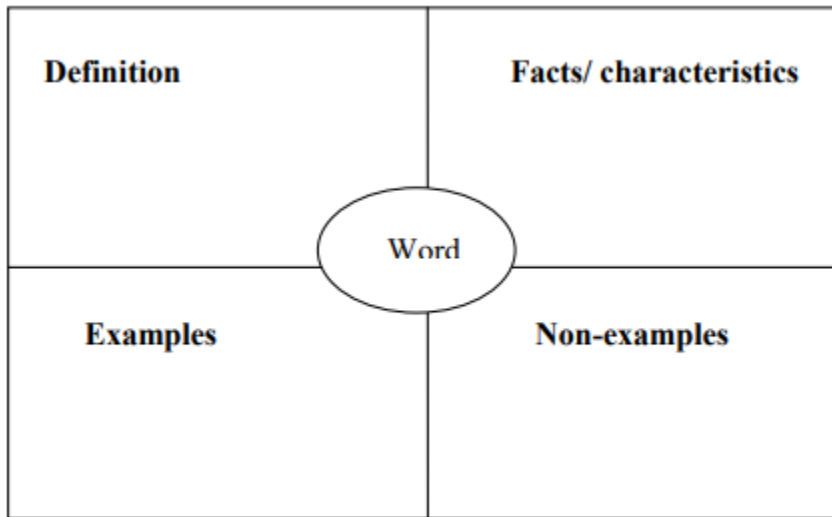 Definition
Facts/ characteristics
Word
Examples
Non-examples